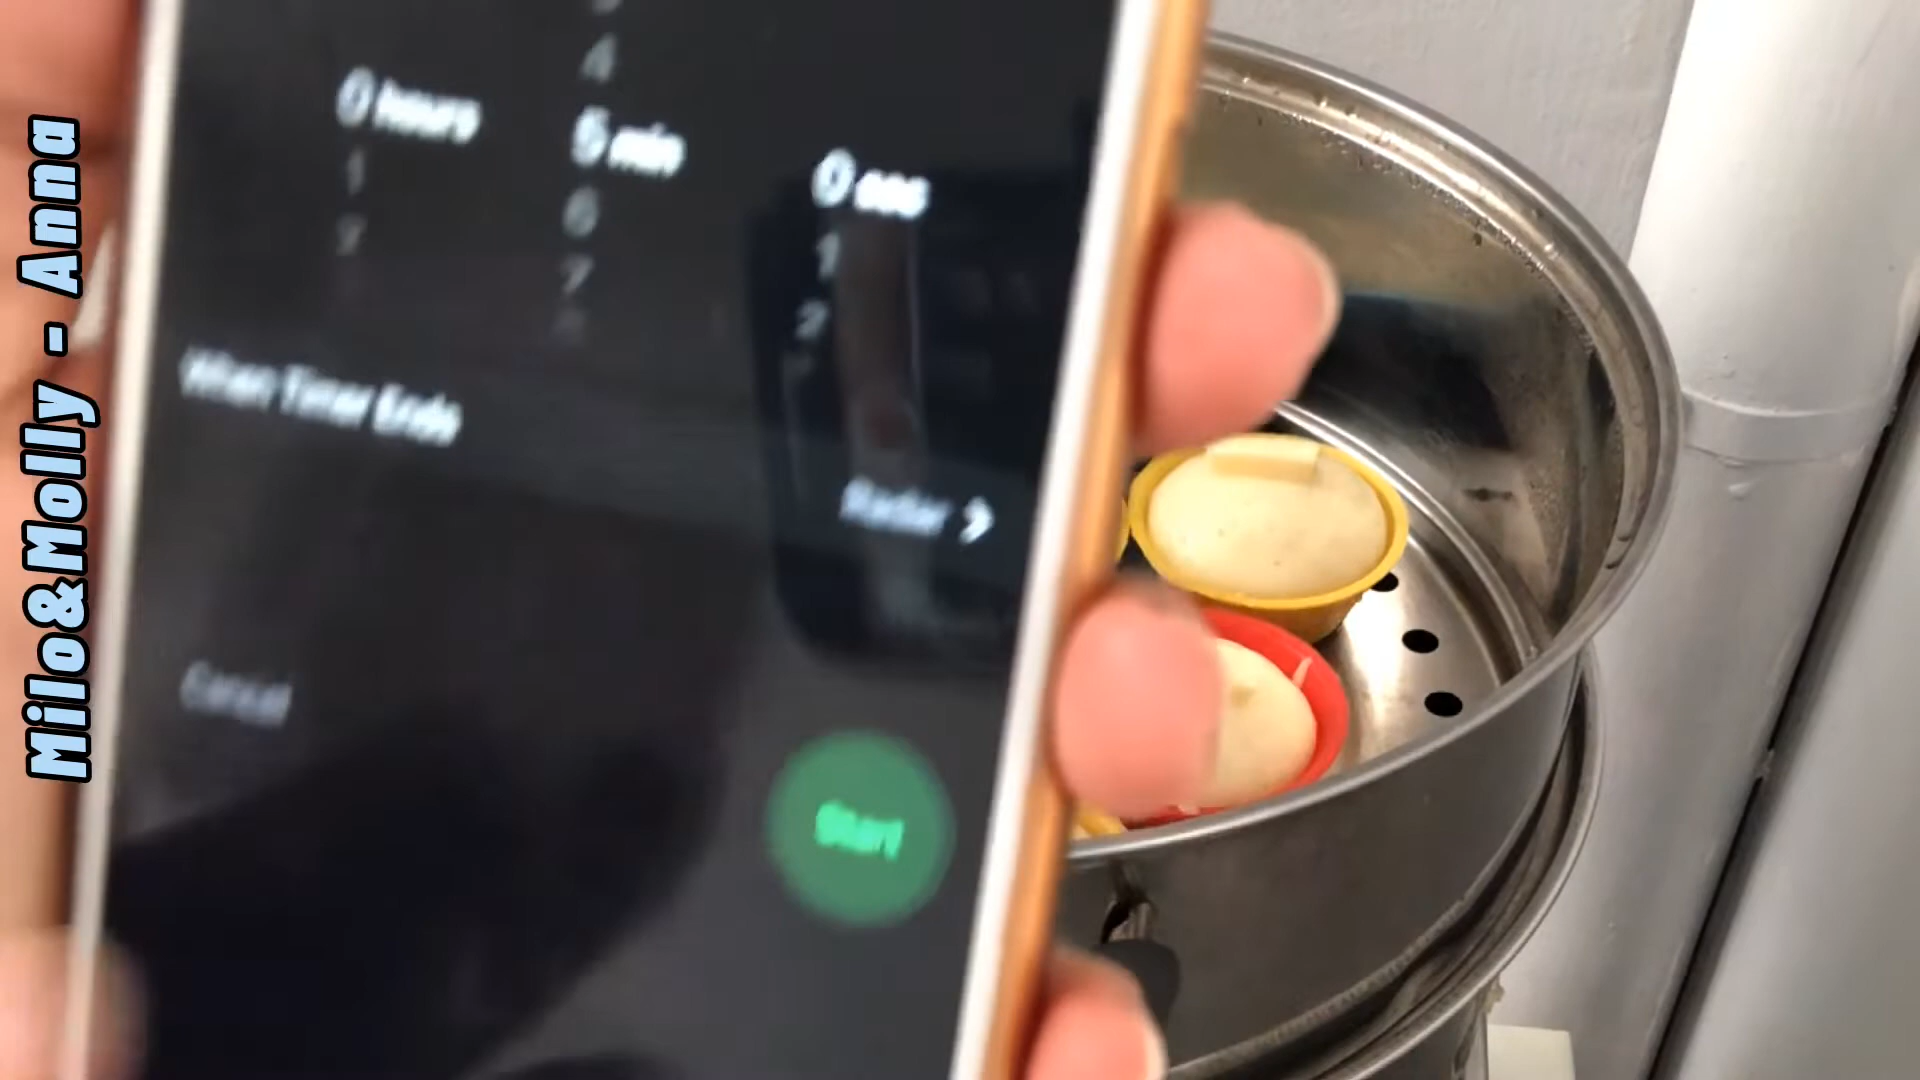 Milo&Molly - Anna
4
0 hours
5 min
0 sec
1
6
1
7
2
When Timer Ends
Radar >
Cancel
Start